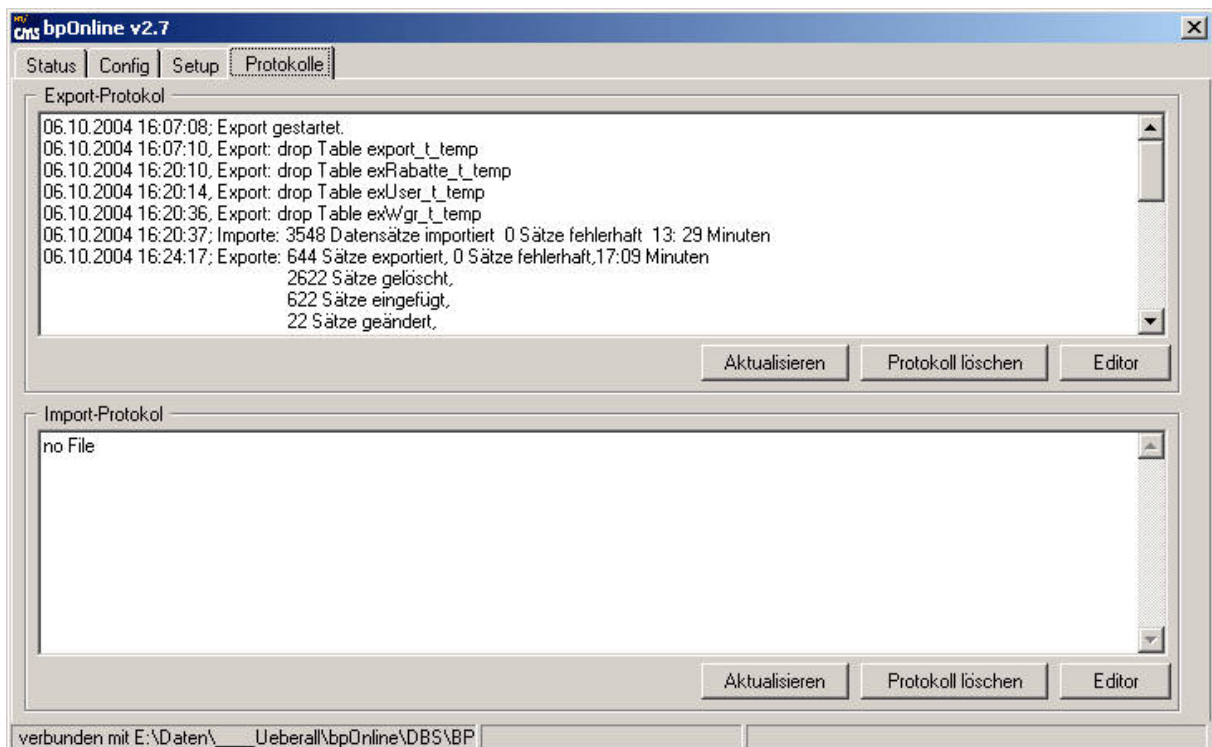 my
CMS bpOnline v2.7
Status Config Setup Protokolle
Export-Protokol
06.10.2004 16:07:08; Export gestartet.
06.10.2004 16:07:10, Export: drop Table export_t_temp
06.10.2004 16:20:10, Export: drop Table exRabatte_t_temp
06.10.2004 16:20:14, Export: drop Table exUser_t_temp
06.10.2004 16:20:36, Export: drop Table exWgr_t_temp
06.10.2004 16:20:37; Importe: 3548 Datensätze importiert 0 Sätze fehlerhaft 13: 29 Minuten
06.10.2004 16:24:17; Exporte: 644 Sätze exportiert, 0 Sätze fehlerhaft,17:09 Minuten
2622 Sätze gelöscht,
622 Sätze eingefügt,
22 Sätze geändert,
Aktualisieren Protokoll löschen Editor
Import-Protokol
no File
Aktualisieren Protokoll löschen Editor
verbunden mit E:\Daten\____Ueberall\bpOnline\DBS\BP